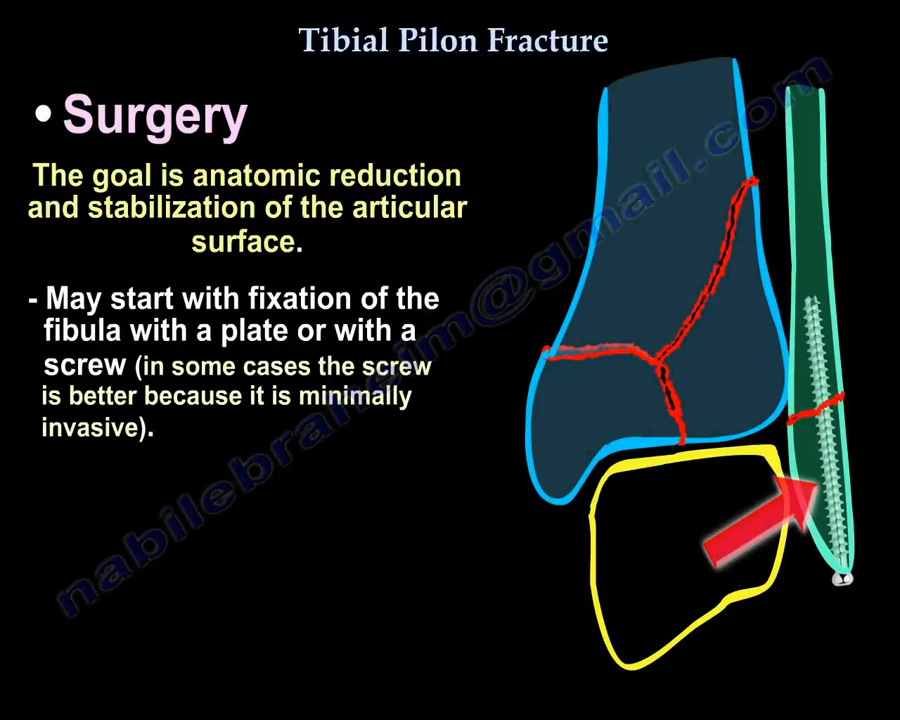 Tibial Pilon Fracture
• Surgery
The goal is anatomic reduction
and stabilization of the articular
surface.
- May start with fixation of the
fibula with a plate or with a
screw (in some cases the screw
is better because it is minimally
invasive).
nabilebraheim@gmail.com